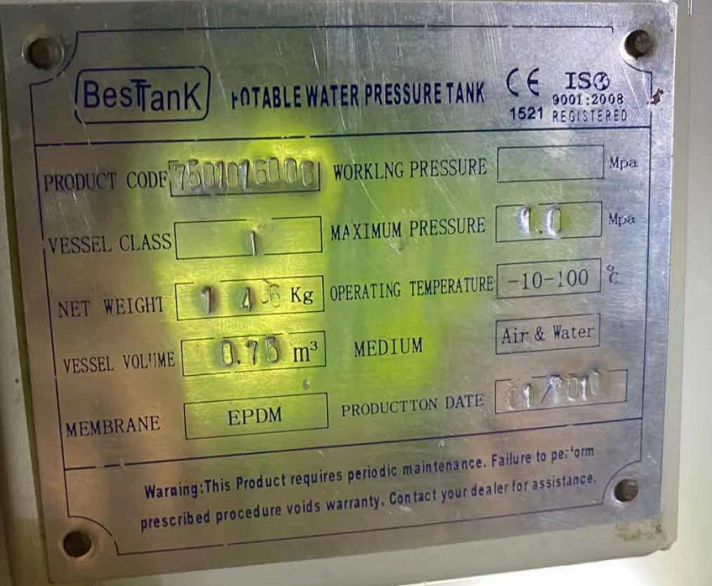 BesTTanK
POTABLE WATER PRESSURE TANK
CE
1521
ISO
9001:2008
REGISTERED
PRODUCT CODE
WORKLNG PRESSURE Mpa
VESSEL CLASS 1
MAXIMUM PRESSURE 1.0 Mpa
NET WEIGHT Kg
OPERATING TEMPERATURE -10-100 °C
VESSEL VOLUME 0.75 m³
MEDIUM Air & Water
MEMBRANE EPDM
PRODUCTTON DATE
Warning:This Product requires periodic maintenance. Failure to perform
prescribed procedure voids warranty. Contact your dealer for assistance.